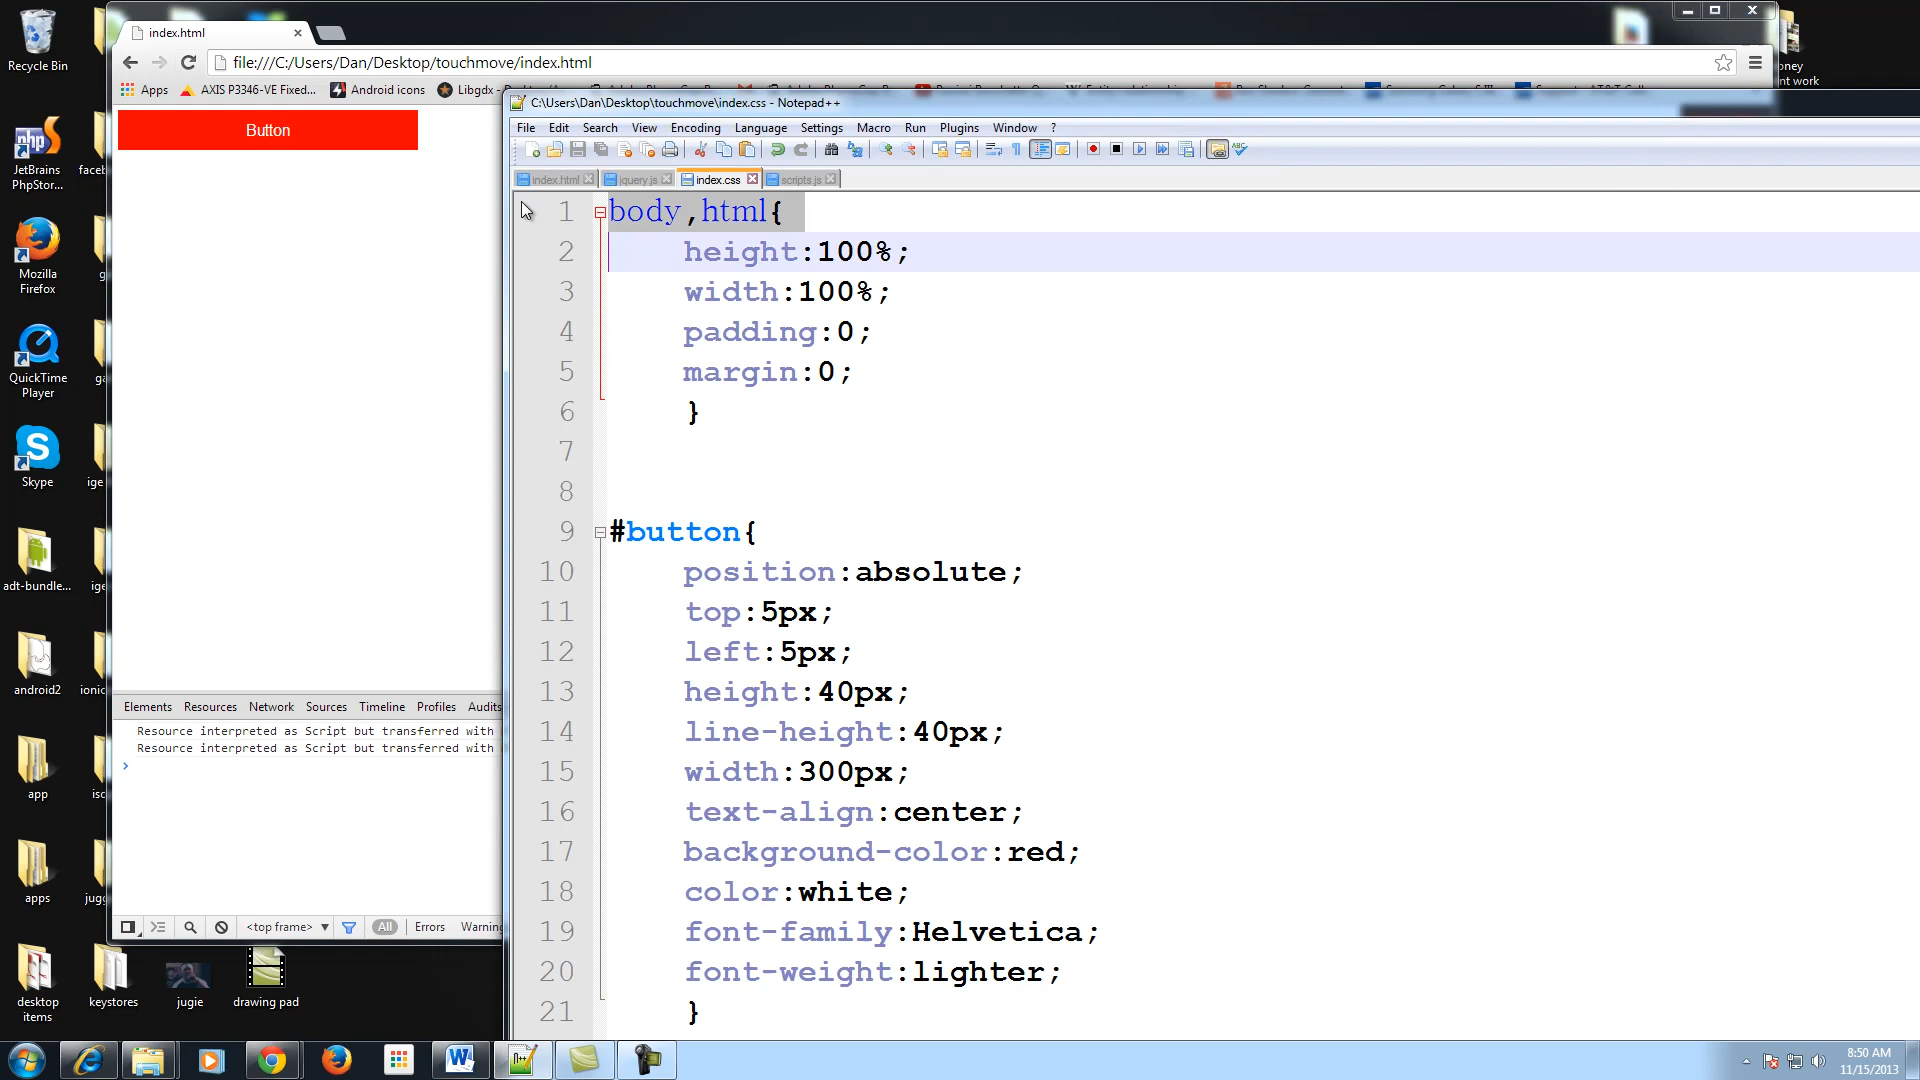 Recycle Bin
JetBrains
PhpStor...
Mozilla
Firefox
QuickTime
Player
Skype
adt-bundle...
android2
app
apps
desktop
items
keystores
jugie
drawing pad
faceb
ionic
index.html
file:///C:/Users/Dan/Desktop/touchmove/index.html
Apps
AXIS P3346-VE Fixed...
Android icons
Libgdx -
Button
Elements Resources Network Sources Timeline Profiles Audits
Resource interpreted as Script but transferred with
Resource interpreted as Script but transferred with
>
<top frame>
All
Errors
Warning
C:\Users\Dan\Desktop\touchmove\index.css - Notepad++
File Edit Search View Encoding Language Settings Macro Run Plugins Window ?
index.html
jquery.js
index.css
scripts.js
1 body,html{
2 height:100%;
3 width:100%;
4 padding:0;
5 margin:0;
6 }
7
8
9 #button{
10 position:absolute;
11 top:5px;
12 left:5px;
13 height:40px;
14 line-height:40px;
15 width:300px;
16 text-align:center;
17 background-color:red;
18 color:white;
19 font-family:Helvetica;
20 font-weight:lighter;
21 }
8:50 AM
11/15/2013